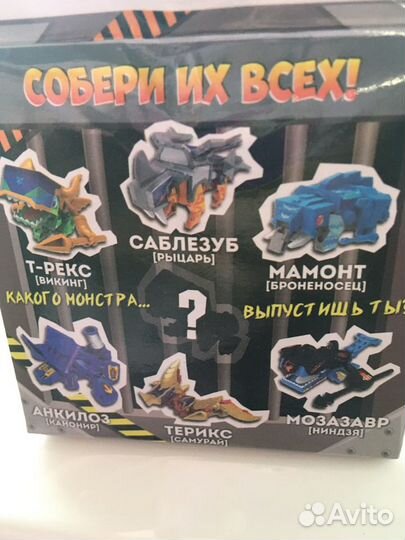 СОБЕРИ ИХ ВСЕХ!
САБЛЕЗУБ
[РЫЦАРЬ]
Т-РЕКС
[ВИКИНГ]
МАМОНТ
[БРОНЕНОСЕЦ]
КАКОГО МОНСТРА...
?
ВЫПУСТИШЬ ТЫ?
АНКИЛОЗ
[КАНОНИР]
ТЕРИКС
[САМУРАЙ]
МОЗАЗАВР
[НИНДЗЯ]
Avito